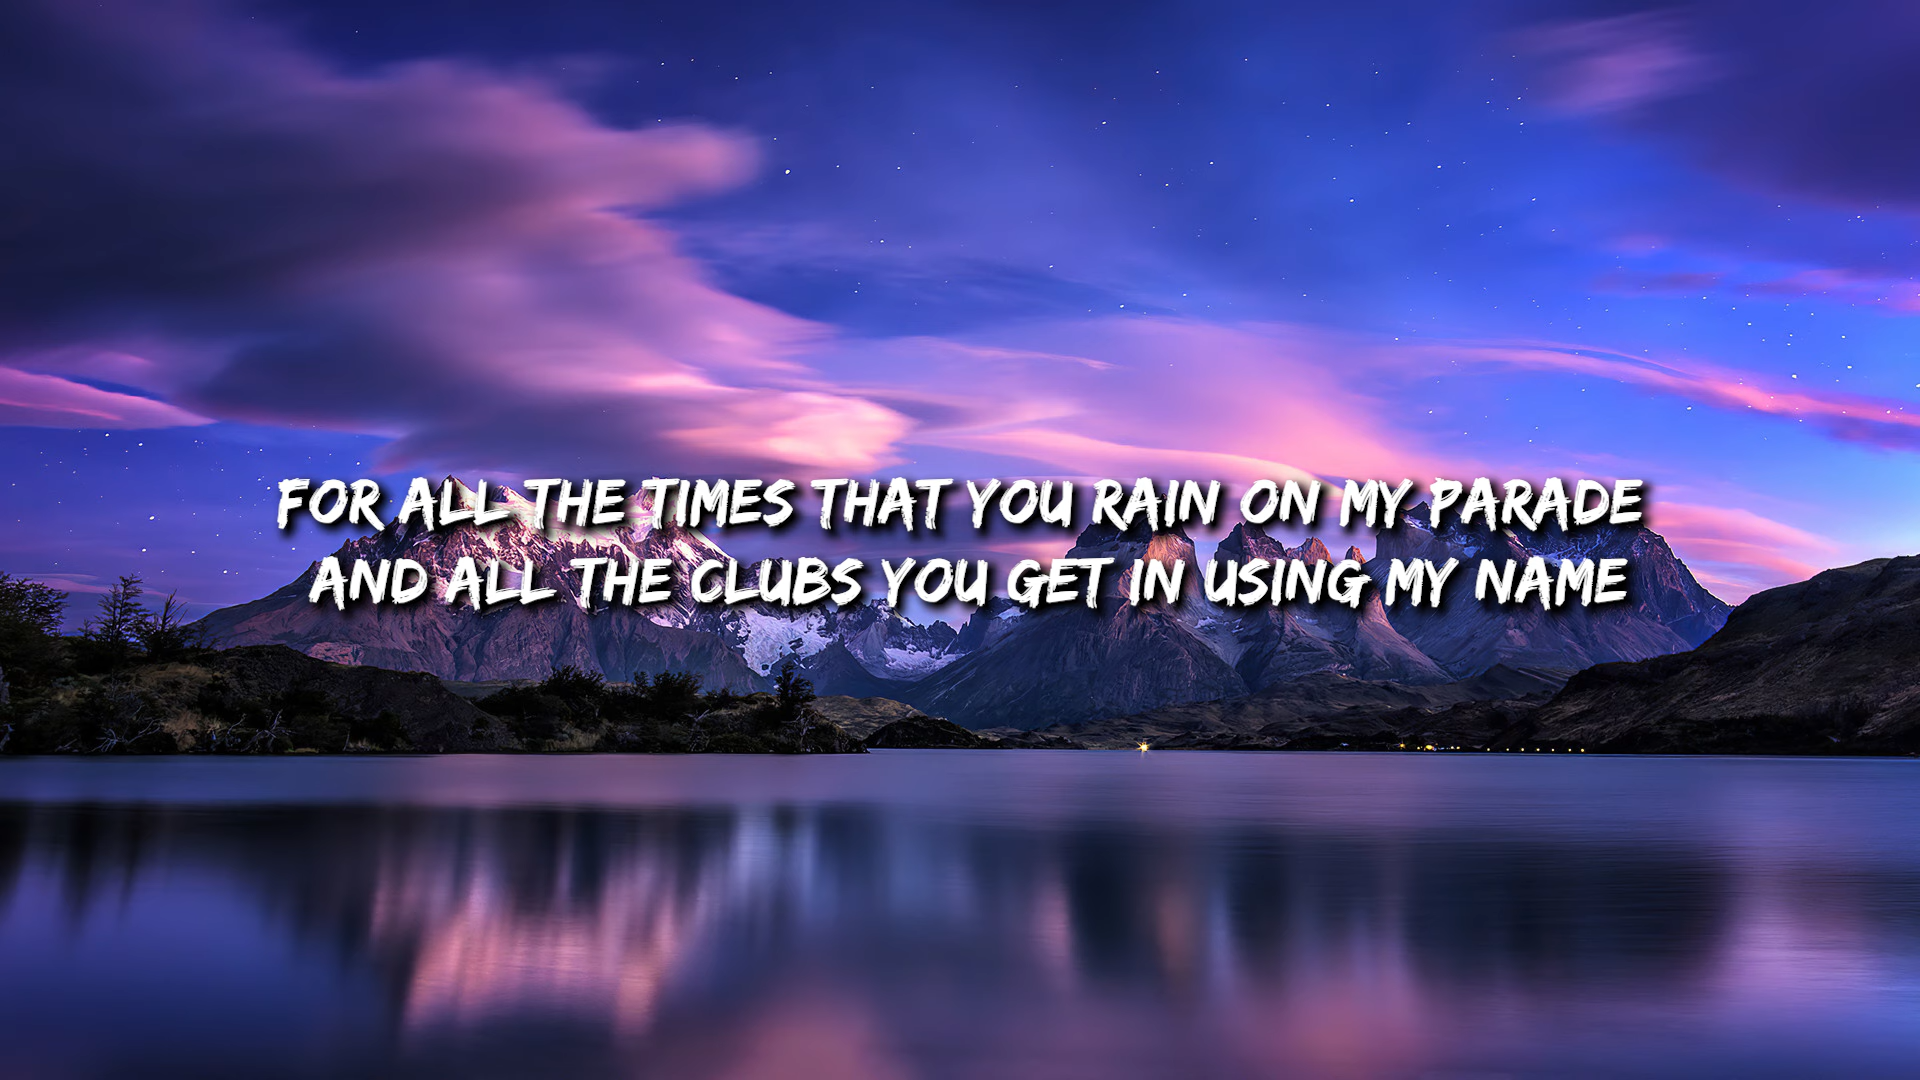 FOR ALL THE TIMES THAT YOU RAIN ON MY PARADE
AND ALL THE CLUBS YOU GET IN USING MY NAME